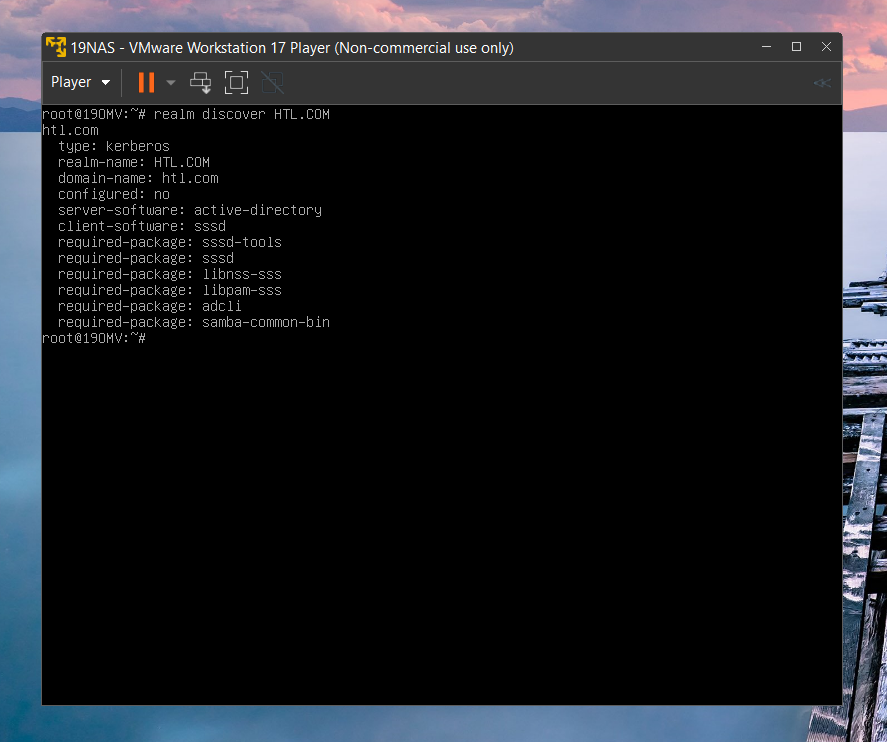 19NAS - VMware Workstation 17 Player (Non-commercial use only)
Player
root@19OMV:~# realm discover HTL.COM
htl.com
  type: kerberos
  realm-name: HTL.COM
  domain-name: htl.com
  configured: no
  server-software: active-directory
  client-software: sssd
  required-package: sssd-tools
  required-package: sssd
  required-package: libnss-sss
  required-package: libpam-sss
  required-package: adcli
  required-package: samba-common-bin
root@19OMV:~#